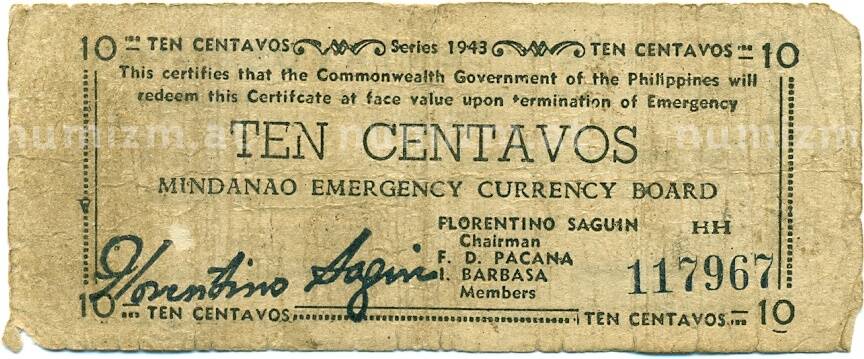 10 TEN CENTAVOS Series 1943 TEN CENTAVOS 10
This certifies that the Commonwealth Government of the Philippines will
redeem this Certifcate at face value upon termination of Emergency
TEN CENTAVOS
MINDANAO EMERGENCY CURRENCY BOARD
FLORENTINO SAGUIN HH
Chairman
F. D. PACANA
I. BARBASA
Members
117967
Florentino Saguin
10 TEN CENTAVOS TEN CENTAVOS 10